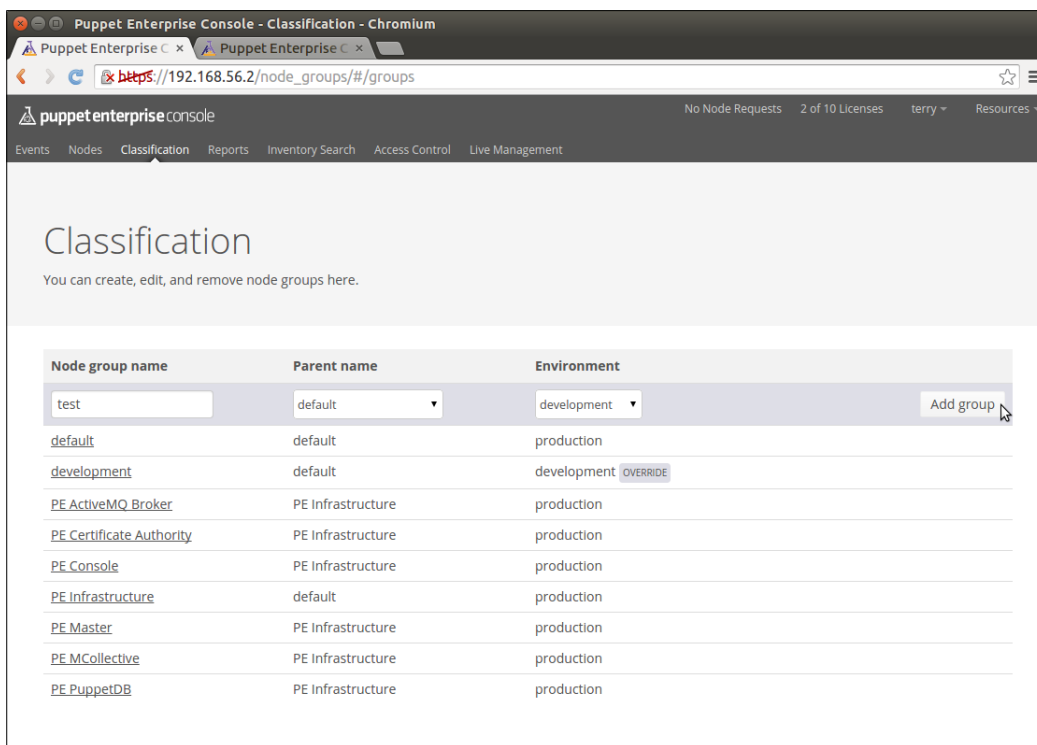 Puppet Enterprise Console - Classification - Chromium
Puppet Enterprise C × Puppet Enterprise C ×
https://192.168.56.2/node_groups/#/groups
puppet enterprise console No Node Requests 2 of 10 Licenses terry Resources
Events Nodes Classification Reports Inventory Search Access Control Live Management
Classification
You can create, edit, and remove node groups here.
Node group name Parent name Environment
test default development Add group
default default production
development default development OVERRIDE
PE ActiveMQ Broker PE Infrastructure production
PE Certificate Authority PE Infrastructure production
PE Console PE Infrastructure production
PE Infrastructure default production
PE Master PE Infrastructure production
PE MCollective PE Infrastructure production
PE PuppetDB PE Infrastructure production